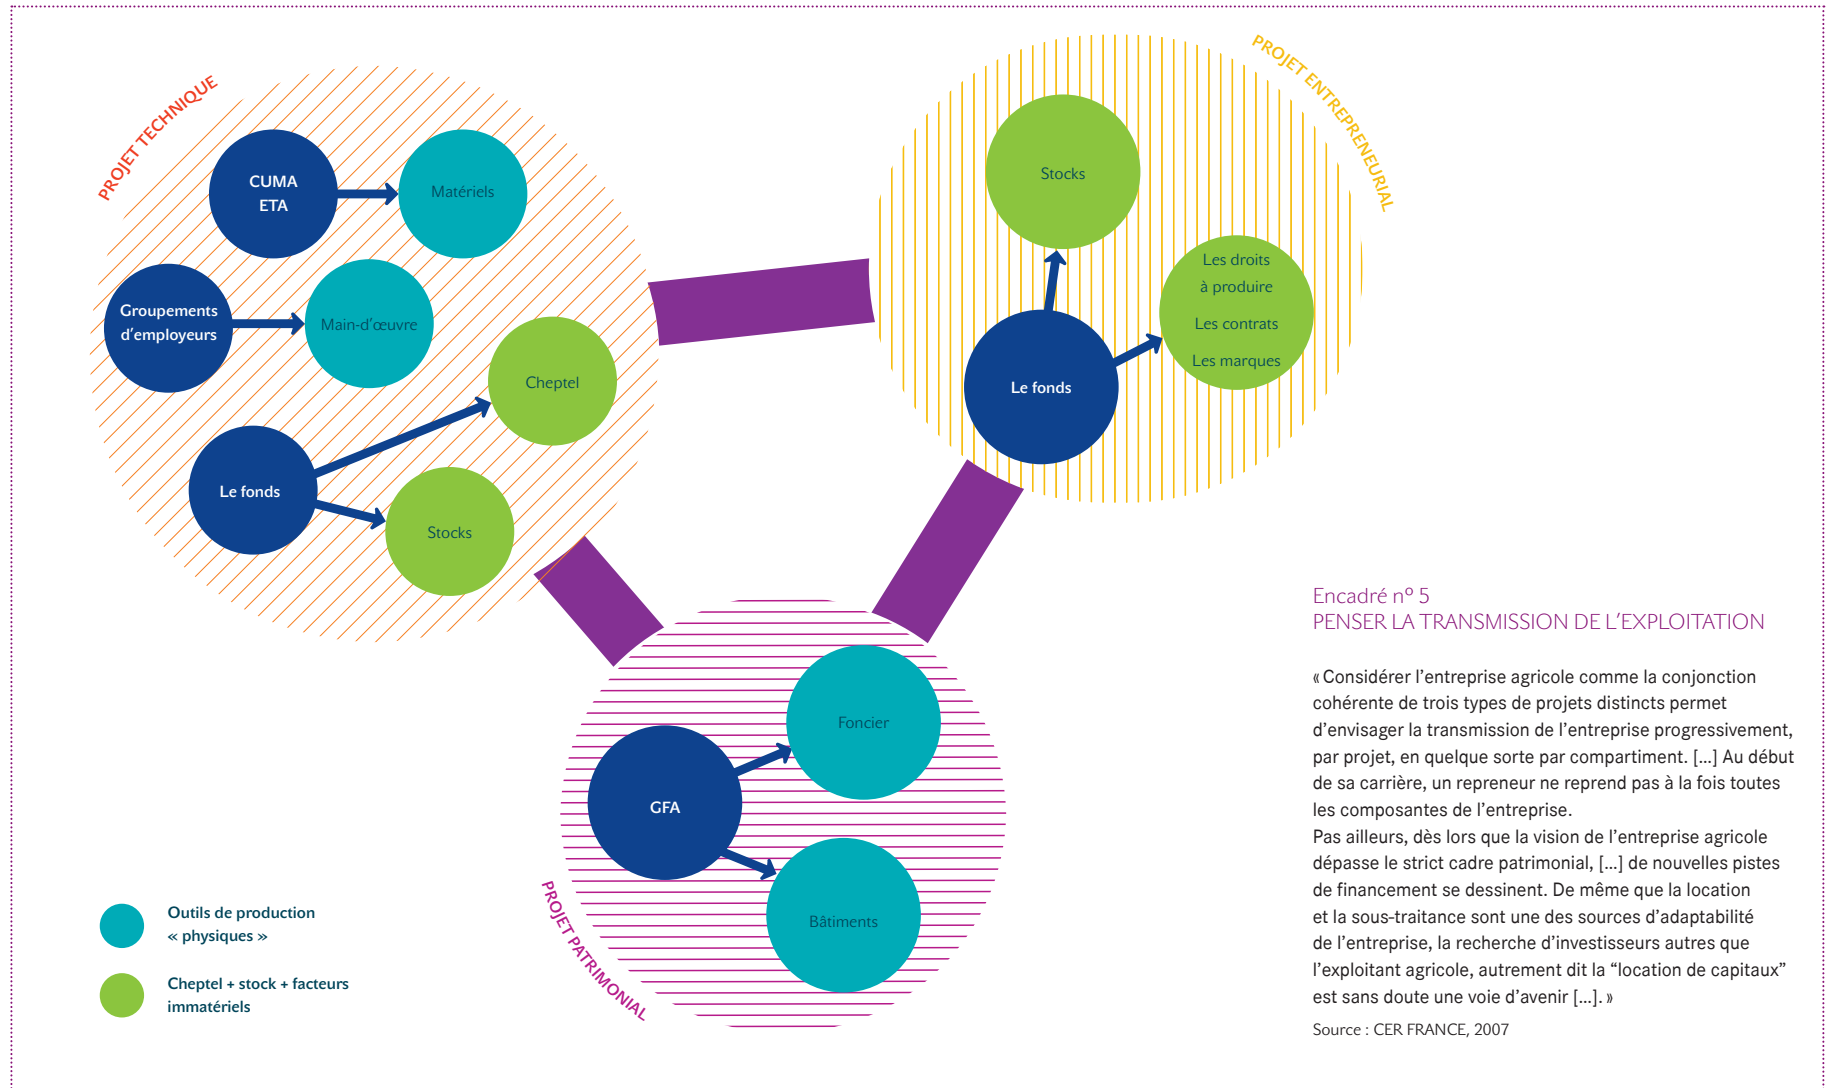 PROJET TECHNIQUE
CUMA
ETA
Matériels
Groupements
d’employeurs
Main-d’œuvre
Cheptel
Le fonds
Stocks
PROJET ENTREPRENEURIAL
Stocks
Les droits
à produire
Les contrats
Les marques
Le fonds
PROJET PATRIMONIAL
Foncier
GFA
Bâtiments
Outils de production
« physiques »
Cheptel + stock + facteurs
immatériels
Encadré nº 5
PENSER LA TRANSMISSION DE L’EXPLOITATION
« Considérer l’entreprise agricole comme la conjonction
cohérente de trois types de projets distincts permet
d’envisager la transmission de l’entreprise progressivement,
par projet, en quelque sorte par compartiment. [...] Au début
de sa carrière, un repreneur ne reprend pas à la fois toutes
les composantes de l’entreprise.
Pas ailleurs, dès lors que la vision de l’entreprise agricole
dépasse le strict cadre patrimonial, [...] de nouvelles pistes
de financement se dessinent. De même que la location
et la sous-traitance sont une des sources d’adaptabilité
de l’entreprise, la recherche d’investisseurs autres que
l’exploitant agricole, autrement dit la “location de capitaux”
est sans doute une voie d’avenir [...]. »
Source : CER FRANCE, 2007